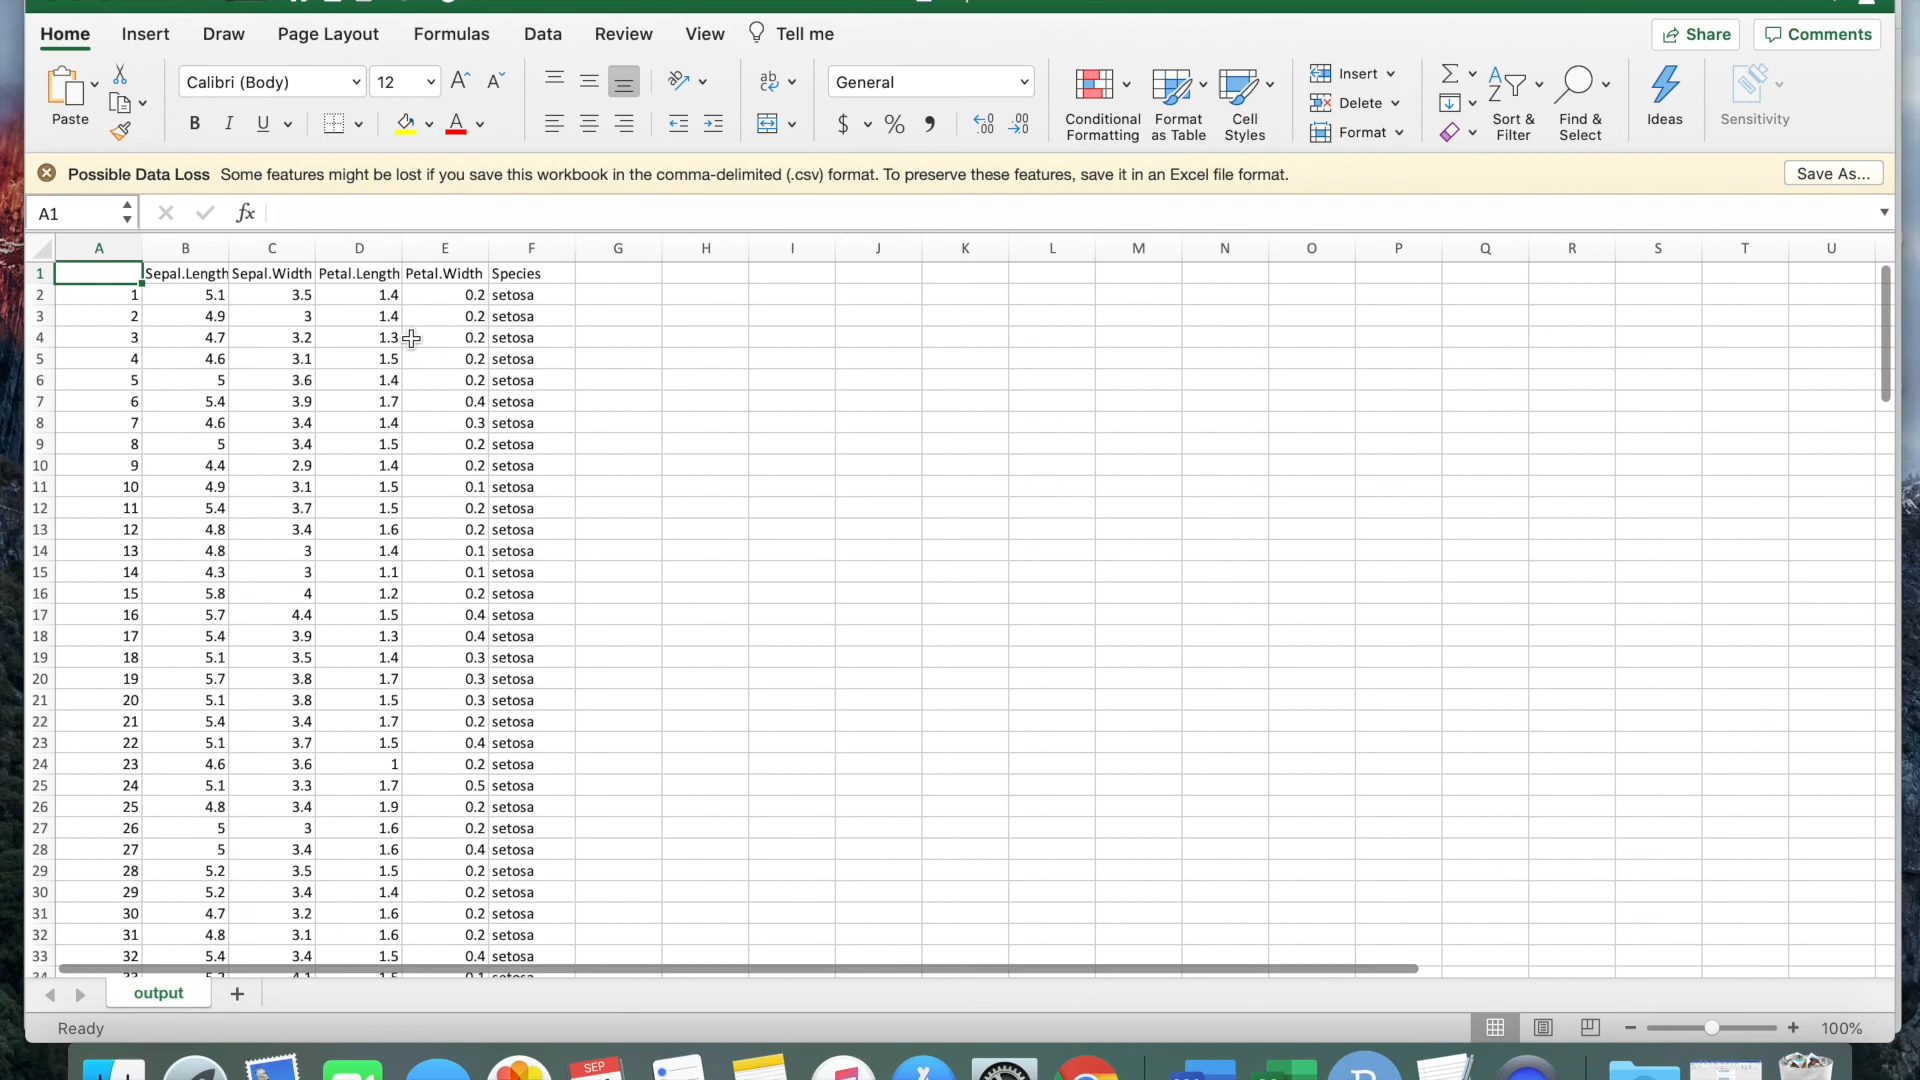 Home Insert Draw Page Layout Formulas Data Review View Tell me Share Comments
Paste Calibri (Body) 12 A A ab General Insert Delete Format
B I U A $ % Conditional Formatting Format as Table Cell Styles Sort & Filter Find & Select Ideas Sensitivity
Possible Data Loss Some features might be lost if you save this workbook in the comma-delimited (.csv) format. To preserve these features, save it in an Excel file format. Save As...
A1 fx
A B C D E F G H I J K L M N O P Q R S T U
1 Sepal.Length Sepal.Width Petal.Length Petal.Width Species
2 1 5.1 3.5 1.4 0.2 setosa
3 2 4.9 3 1.4 0.2 setosa
4 3 4.7 3.2 1.3 0.2 setosa
5 4 4.6 3.1 1.5 0.2 setosa
6 5 5 3.6 1.4 0.2 setosa
7 6 5.4 3.9 1.7 0.4 setosa
8 7 4.6 3.4 1.4 0.3 setosa
9 8 5 3.4 1.5 0.2 setosa
10 9 4.4 2.9 1.4 0.2 setosa
11 10 4.9 3.1 1.5 0.1 setosa
12 11 5.4 3.7 1.5 0.2 setosa
13 12 4.8 3.4 1.6 0.2 setosa
14 13 4.8 3 1.4 0.1 setosa
15 14 4.3 3 1.1 0.1 setosa
16 15 5.8 4 1.2 0.2 setosa
17 16 5.7 4.4 1.5 0.4 setosa
18 17 5.4 3.9 1.3 0.4 setosa
19 18 5.1 3.5 1.4 0.3 setosa
20 19 5.7 3.8 1.7 0.3 setosa
21 20 5.1 3.8 1.5 0.3 setosa
22 21 5.4 3.4 1.7 0.2 setosa
23 22 5.1 3.7 1.5 0.4 setosa
24 23 4.6 3.6 1 0.2 setosa
25 24 5.1 3.3 1.7 0.5 setosa
26 25 4.8 3.4 1.9 0.2 setosa
27 26 5 3 1.6 0.2 setosa
28 27 5 3.4 1.6 0.4 setosa
29 28 5.2 3.5 1.5 0.2 setosa
30 29 5.2 3.4 1.4 0.2 setosa
31 30 4.7 3.2 1.6 0.2 setosa
32 31 4.8 3.1 1.6 0.2 setosa
33 32 5.4 3.4 1.5 0.4 setosa
34 33 5.2 4.1 1.5 0.1 setosa
output
Ready 100%
SEP